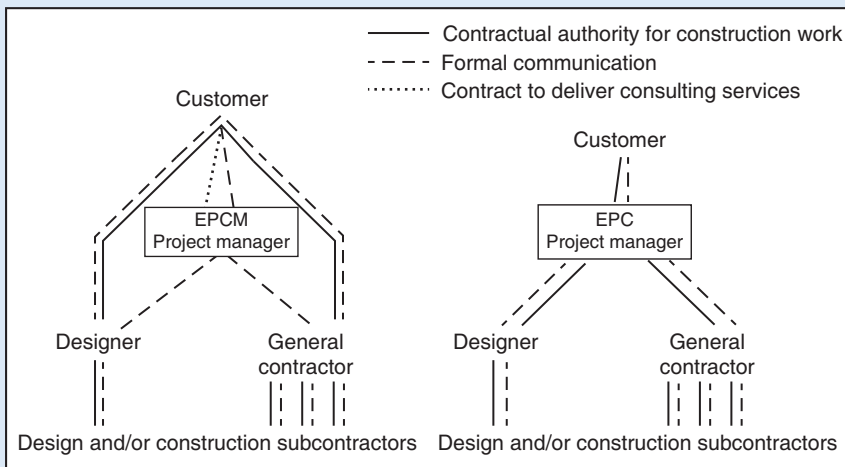 Contractual authority for construction work
Formal communication
Contract to deliver consulting services
Customer
EPCM
Project manager
Designer
General
contractor
Design and/or construction subcontractors
Customer
EPC
Project manager
Designer
General
contractor
Design and/or construction subcontractors